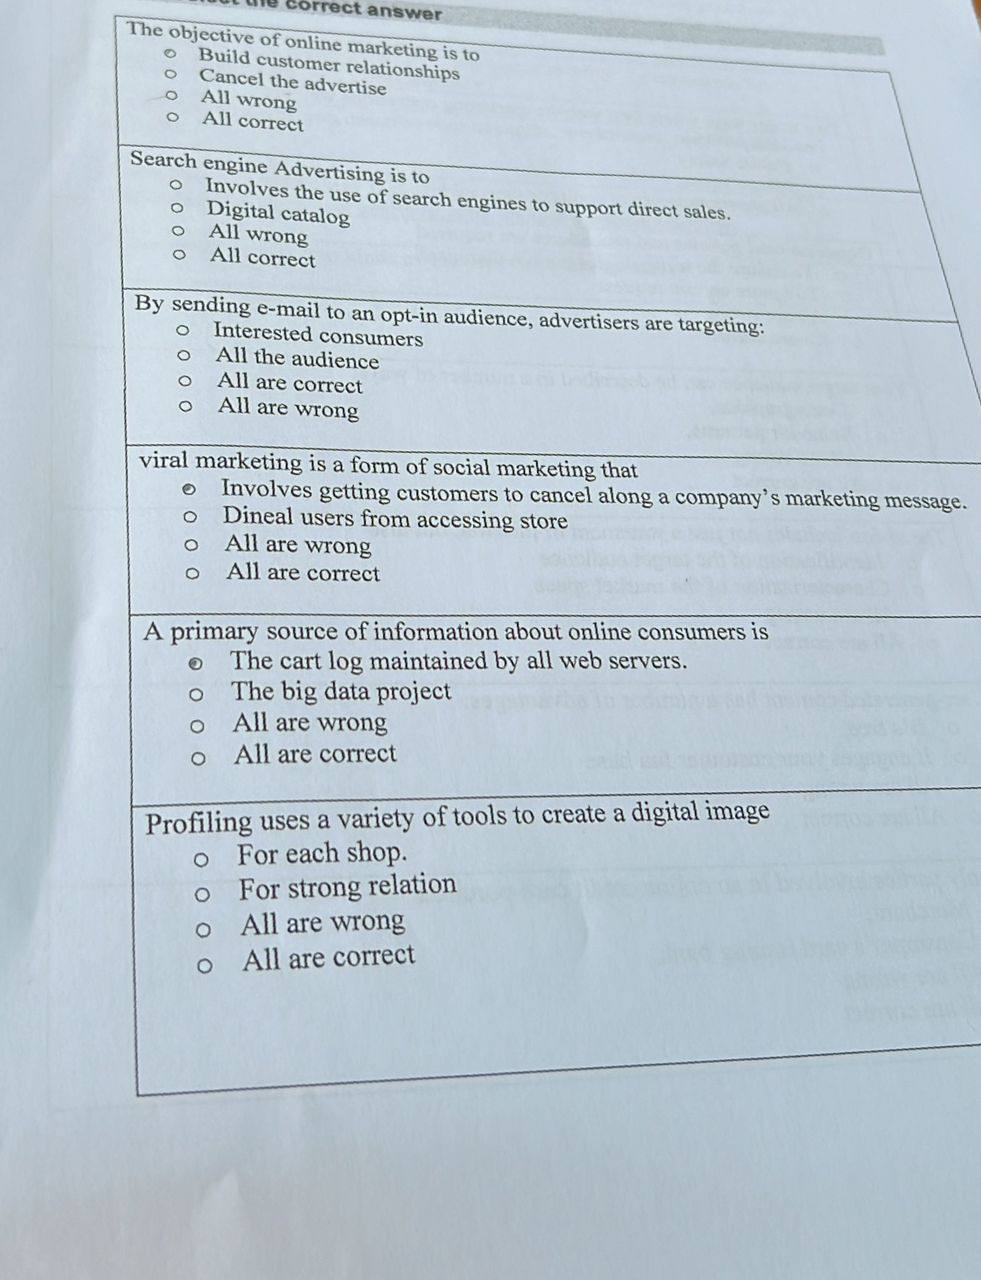 the correct answer
The objective of online marketing is to
Build customer relationships
Cancel the advertise
All wrong
All correct
Search engine Advertising is to
Involves the use of search engines to support direct sales.
Digital catalog
All wrong
All correct
By sending e-mail to an opt-in audience, advertisers are targeting:
Interested consumers
All the audience
All are correct
All are wrong
viral marketing is a form of social marketing that
Involves getting customers to cancel along a company's marketing message.
Dineal users from accessing store
All are wrong
All are correct
A primary source of information about online consumers is
The cart log maintained by all web servers.
The big data project
All are wrong
All are correct
Profiling uses a variety of tools to create a digital image
For each shop.
For strong relation
All are wrong
All are correct